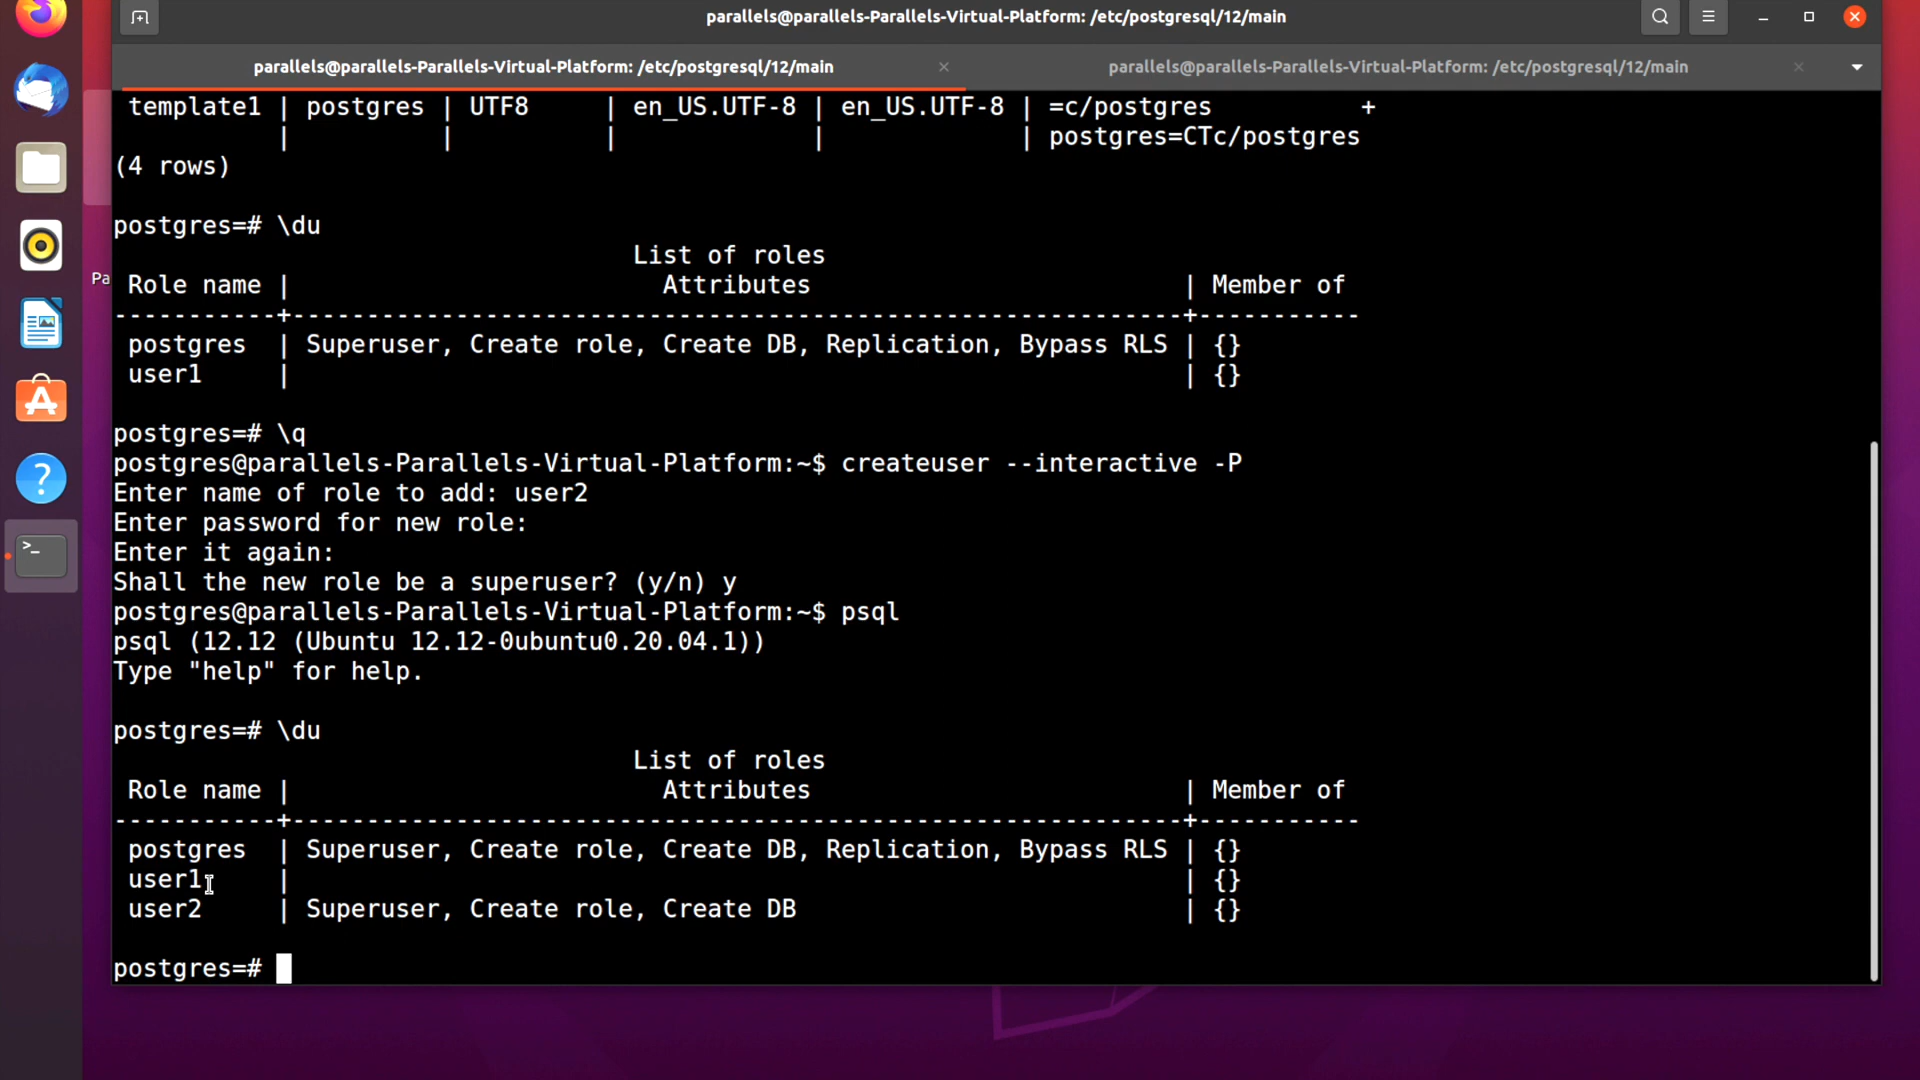 parallels@parallels-Parallels-Virtual-Platform: /etc/postgresql/12/main
parallels@parallels-Parallels-Virtual-Platform: /etc/postgresql/12/main
parallels@parallels-Parallels-Virtual-Platform: /etc/postgresql/12/main
Pa
template1 | postgres | UTF8     | en_US.UTF-8 | en_US.UTF-8 | =c/postgres          +
           |          |          |             |             | postgres=CTc/postgres
(4 rows)
postgres=# \du
                                   List of roles
 Role name |                         Attributes                         | Member of
-----------+------------------------------------------------------------+-----------
 postgres  | Superuser, Create role, Create DB, Replication, Bypass RLS | {}
 user1     |                                                            | {}
postgres=# \q
postgres@parallels-Parallels-Virtual-Platform:~$ createuser --interactive -P
Enter name of role to add: user2
Enter password for new role:
Enter it again:
Shall the new role be a superuser? (y/n) y
postgres@parallels-Parallels-Virtual-Platform:~$ psql
psql (12.12 (Ubuntu 12.12-0ubuntu0.20.04.1))
Type "help" for help.
postgres=# \du
                                   List of roles
 Role name |                         Attributes                         | Member of
-----------+------------------------------------------------------------+-----------
 postgres  | Superuser, Create role, Create DB, Replication, Bypass RLS | {}
 user1     |                                                            | {}
 user2     | Superuser, Create role, Create DB                          | {}
postgres=#